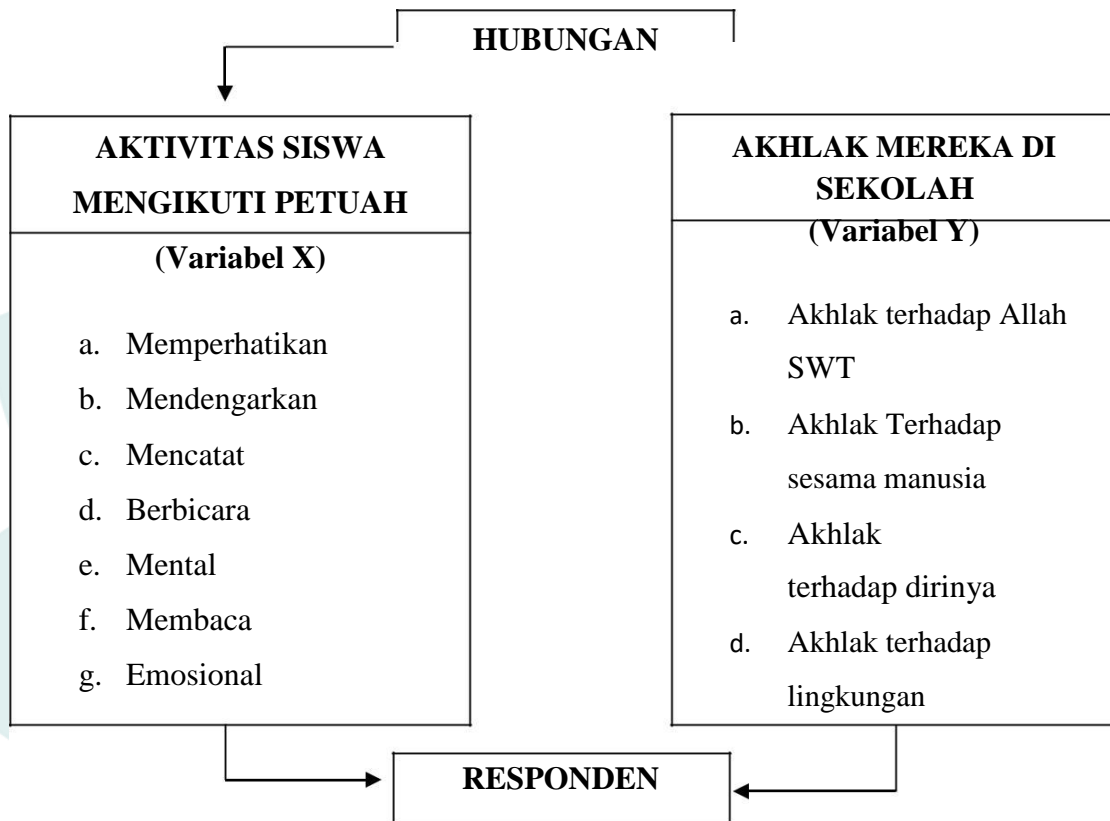 HUBUNGAN
AKTIVITAS SISWA
MENGIKUTI PETUAH
(Variabel X)
a. Memperhatikan
b. Mendengarkan
c. Mencatat
d. Berbicara
e. Mental
f. Membaca
g. Emosional
AKHLAK MEREKA DI
SEKOLAH
(Variabel Y)
a. Akhlak terhadap Allah
SWT
b. Akhlak Terhadap
sesama manusia
c. Akhlak
terhadap dirinya
d. Akhlak terhadap
lingkungan
RESPONDEN